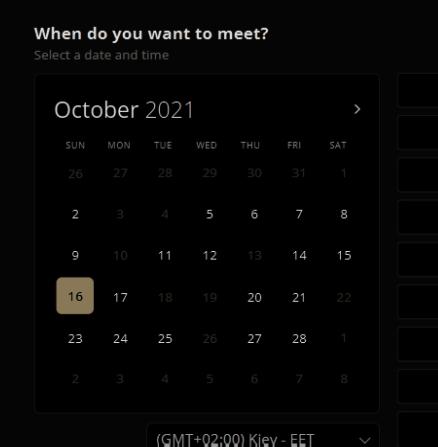 When do you want to meet?
Select a date and time
October 2021
SUN MON TUE WED THU FRI SAT
26 27 28 29 30 31 1
2 3 4 5 6 7 8
9 10 11 12 13 14 15
16 17 18 19 20 21 22
23 24 25 26 27 28 1
2 3 4 5 6 7 8
(GMT+02:00) Kiev - EET